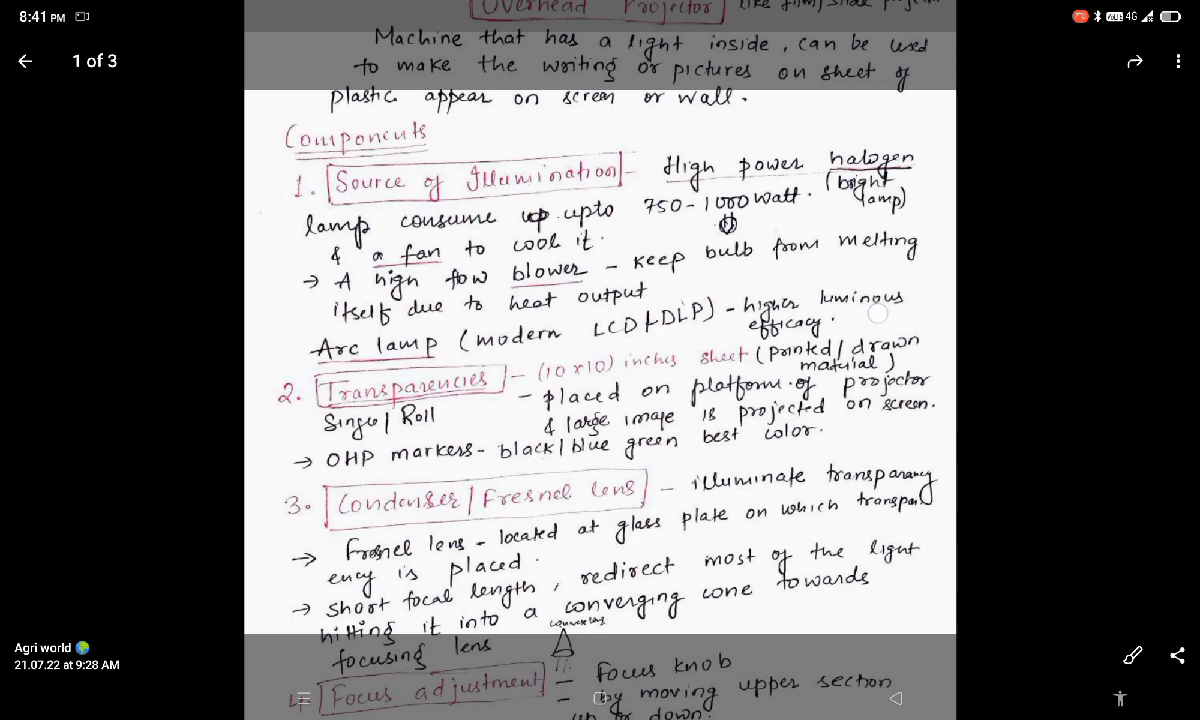 8:41 PM
4G
1 of 3
Overhead Projector
Machine that has a light inside, can be used
to make the writing or pictures on sheet of
plastic appear on screen or wall.
Components
1. Source of Illumination - High power halogen
(bright lamp)
lamp consume up upto 750-1000 watt.
& a fan to cool it.
→ A high fow blower - keep bulb from melting
itself due to heat output
Arc lamp (modern LCD/DLP) - higher luminous
efficacy.
2. Transparencies - (10x10) inches sheet (printed/drawn
material)
Singe/Roll - placed on platform of projector
& large image is projected on screen.
→ OHP markers - black/blue green best color.
3. Condenser/Fresnel lens - illuminate transparancy
→ Fresnel lens - located at glass plate on which transpar
ency is placed.
→ short focal length, redirect most of the light
hitting it into a converging cone towards
focusing lens
4. Focus adjustment - Focus knob
- by moving upper section
up or down.
Agri world 🌍
21.07.22 at 9:28 AM